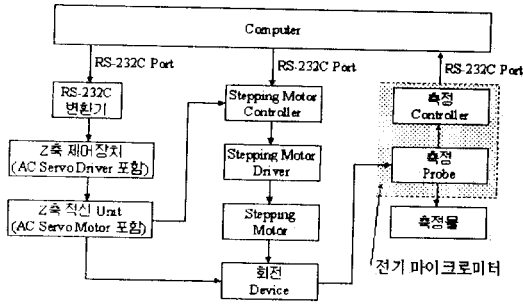 Computer
RS-232C Port
RS-232C Port
RS-232C Port
RS-232C
변환기
Z축 제어장치
(AC Servo Driver 포함)
Z축 직선 Unit
(AC Servo Motor 포함)
Stepping Motor
Controller
Stepping Motor
Driver
Stepping
Motor
회전
Device
측정
Controller
측정
Probe
측정물
전기 마이크로미터